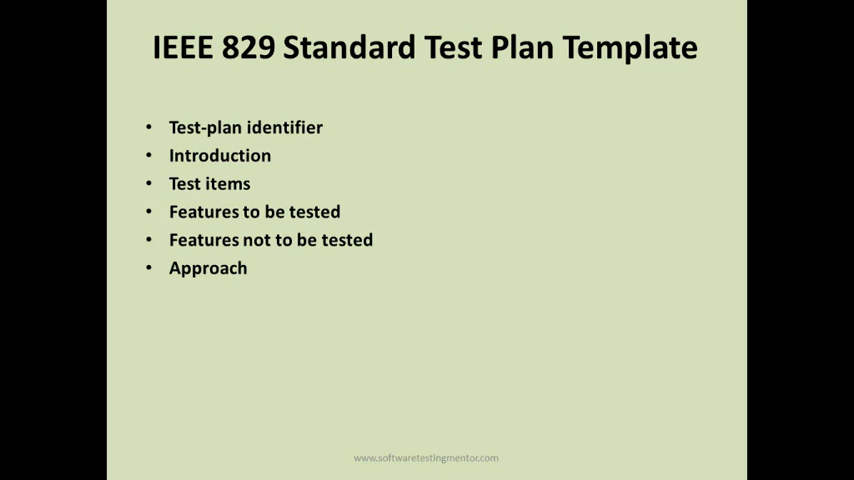 IEEE 829 Standard Test Plan Template
• Test-plan identifier
• Introduction
• Test items
• Features to be tested
• Features not to be tested
• Approach
www.softwaretestingmentor.com